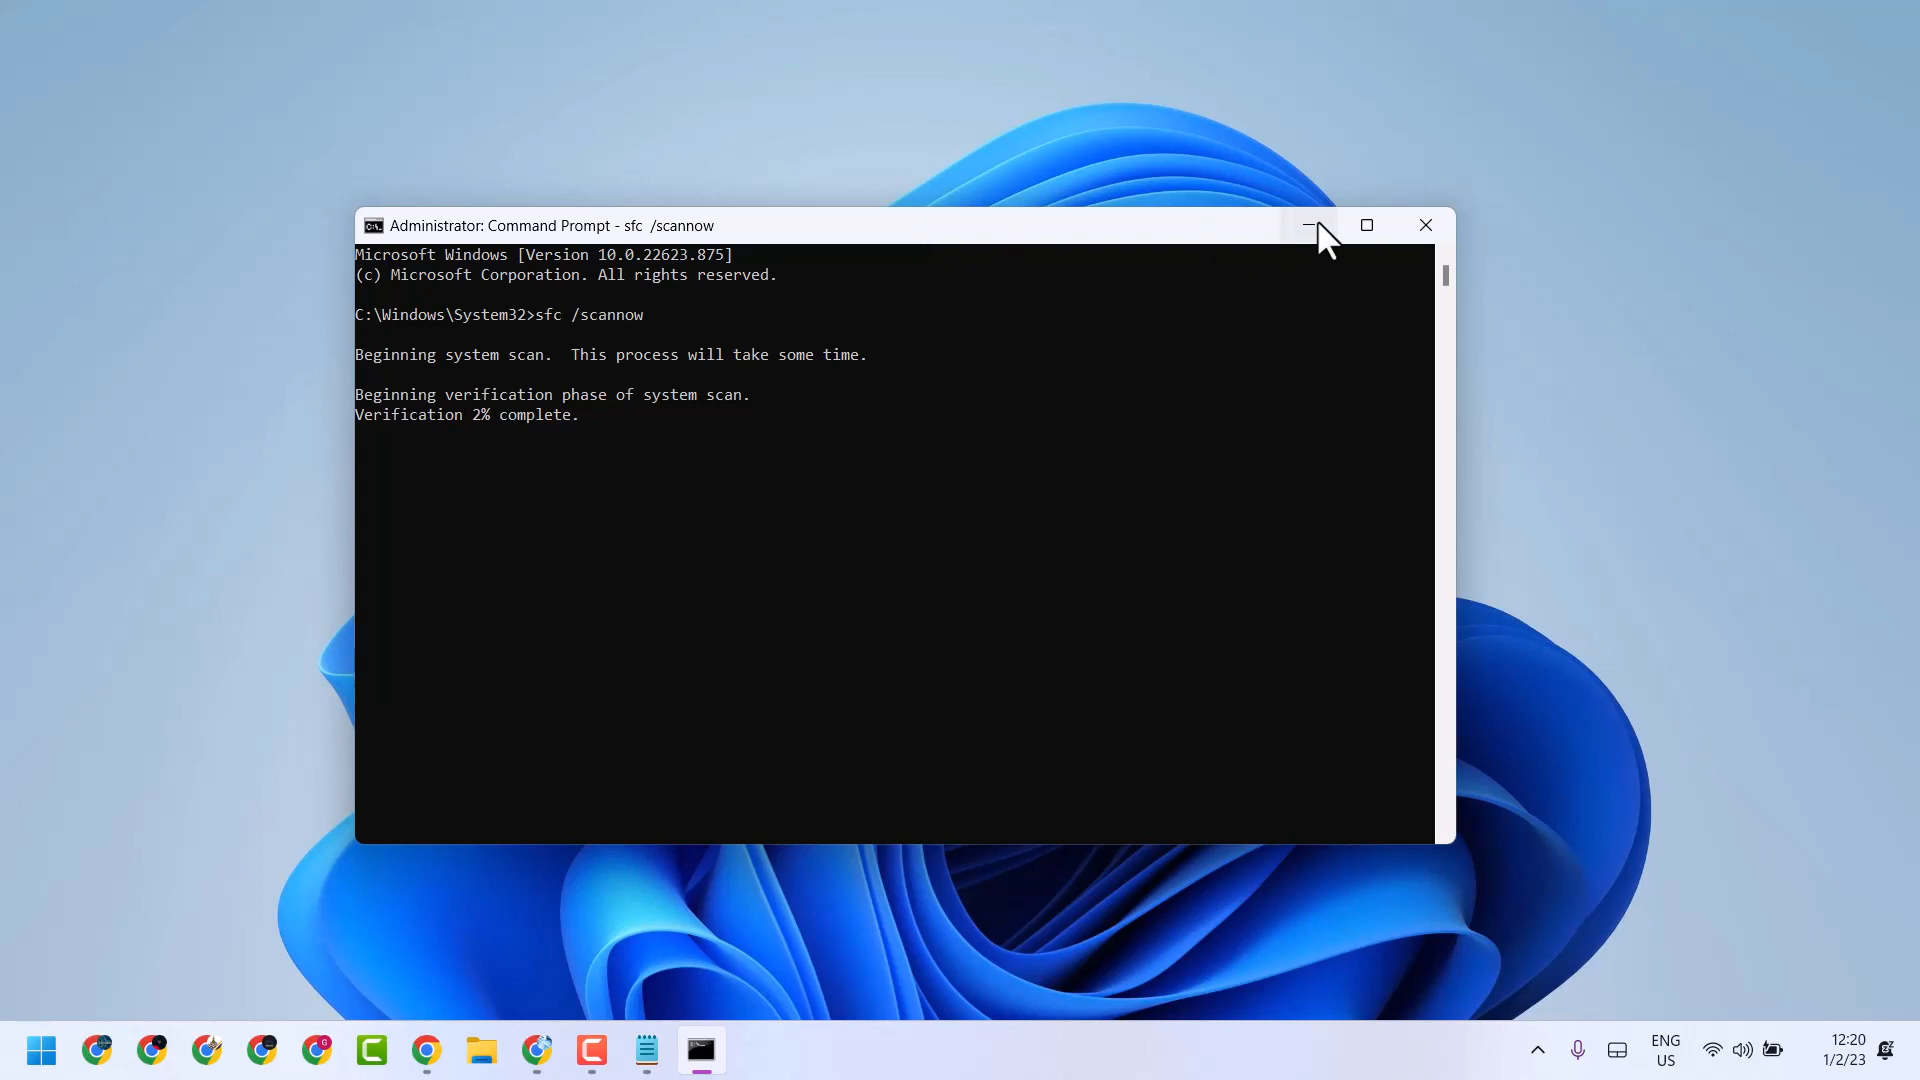 Administrator: Command Prompt - sfc  /scannow
Microsoft Windows [Version 10.0.22623.875]
(c) Microsoft Corporation. All rights reserved.
C:\Windows\System32>sfc /scannow
Beginning system scan.  This process will take some time.
Beginning verification phase of system scan.
Verification 2% complete.
ENG
US
12:20
1/2/23